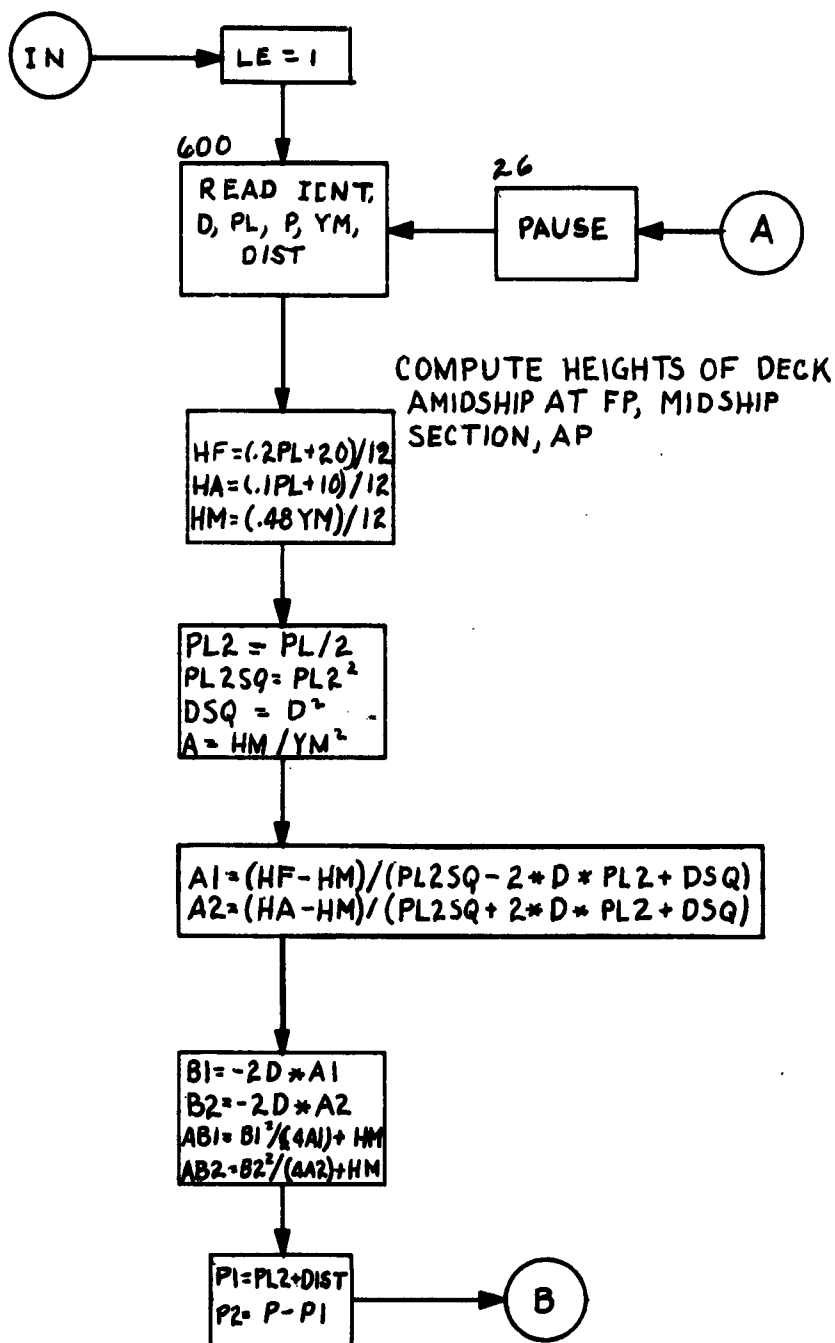 IN
LE = 1
600
READ ICNT,
D, PL, P, YM,
DIST
26
PAUSE
A
COMPUTE HEIGHTS OF DECK
AMIDSHIP AT FP, MIDSHIP
SECTION, AP
HF=(.2PL+20)/12
HA=(.1PL+10)/12
HM=(.48YM)/12
PL2 = PL/2
PL2SQ= PL2²
DSQ = D²
A= HM/YM²
A1=(HF-HM)/(PL2SQ-2*D*PL2+DSQ)
A2=(HA-HM)/(PL2SQ+2*D*PL2+DSQ)
B1=-2D*A1
B2=-2D*A2
AB1=B1²/(4A1)+HM
AB2=B2²/(4A2)+HM
P1=PL2+DIST
P2= P-P1
B